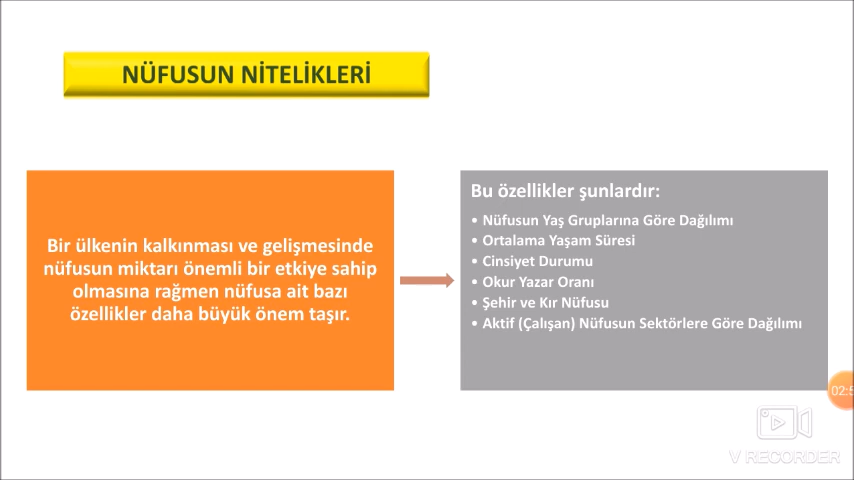 NÜFUSUN NİTELİKLERİ
Bir ülkenin kalkınması ve gelişmesinde
nüfusun miktarı önemli bir etkiye sahip
olmasına rağmen nüfusa ait bazı
özellikler daha büyük önem taşır.
Bu özellikler şunlardır:
• Nüfusun Yaş Gruplarına Göre Dağılımı
• Ortalama Yaşam Süresi
• Cinsiyet Durumu
• Okur Yazar Oranı
• Şehir ve Kır Nüfusu
• Aktif (Çalışan) Nüfusun Sektörlere Göre Dağılımı
V RECORDER